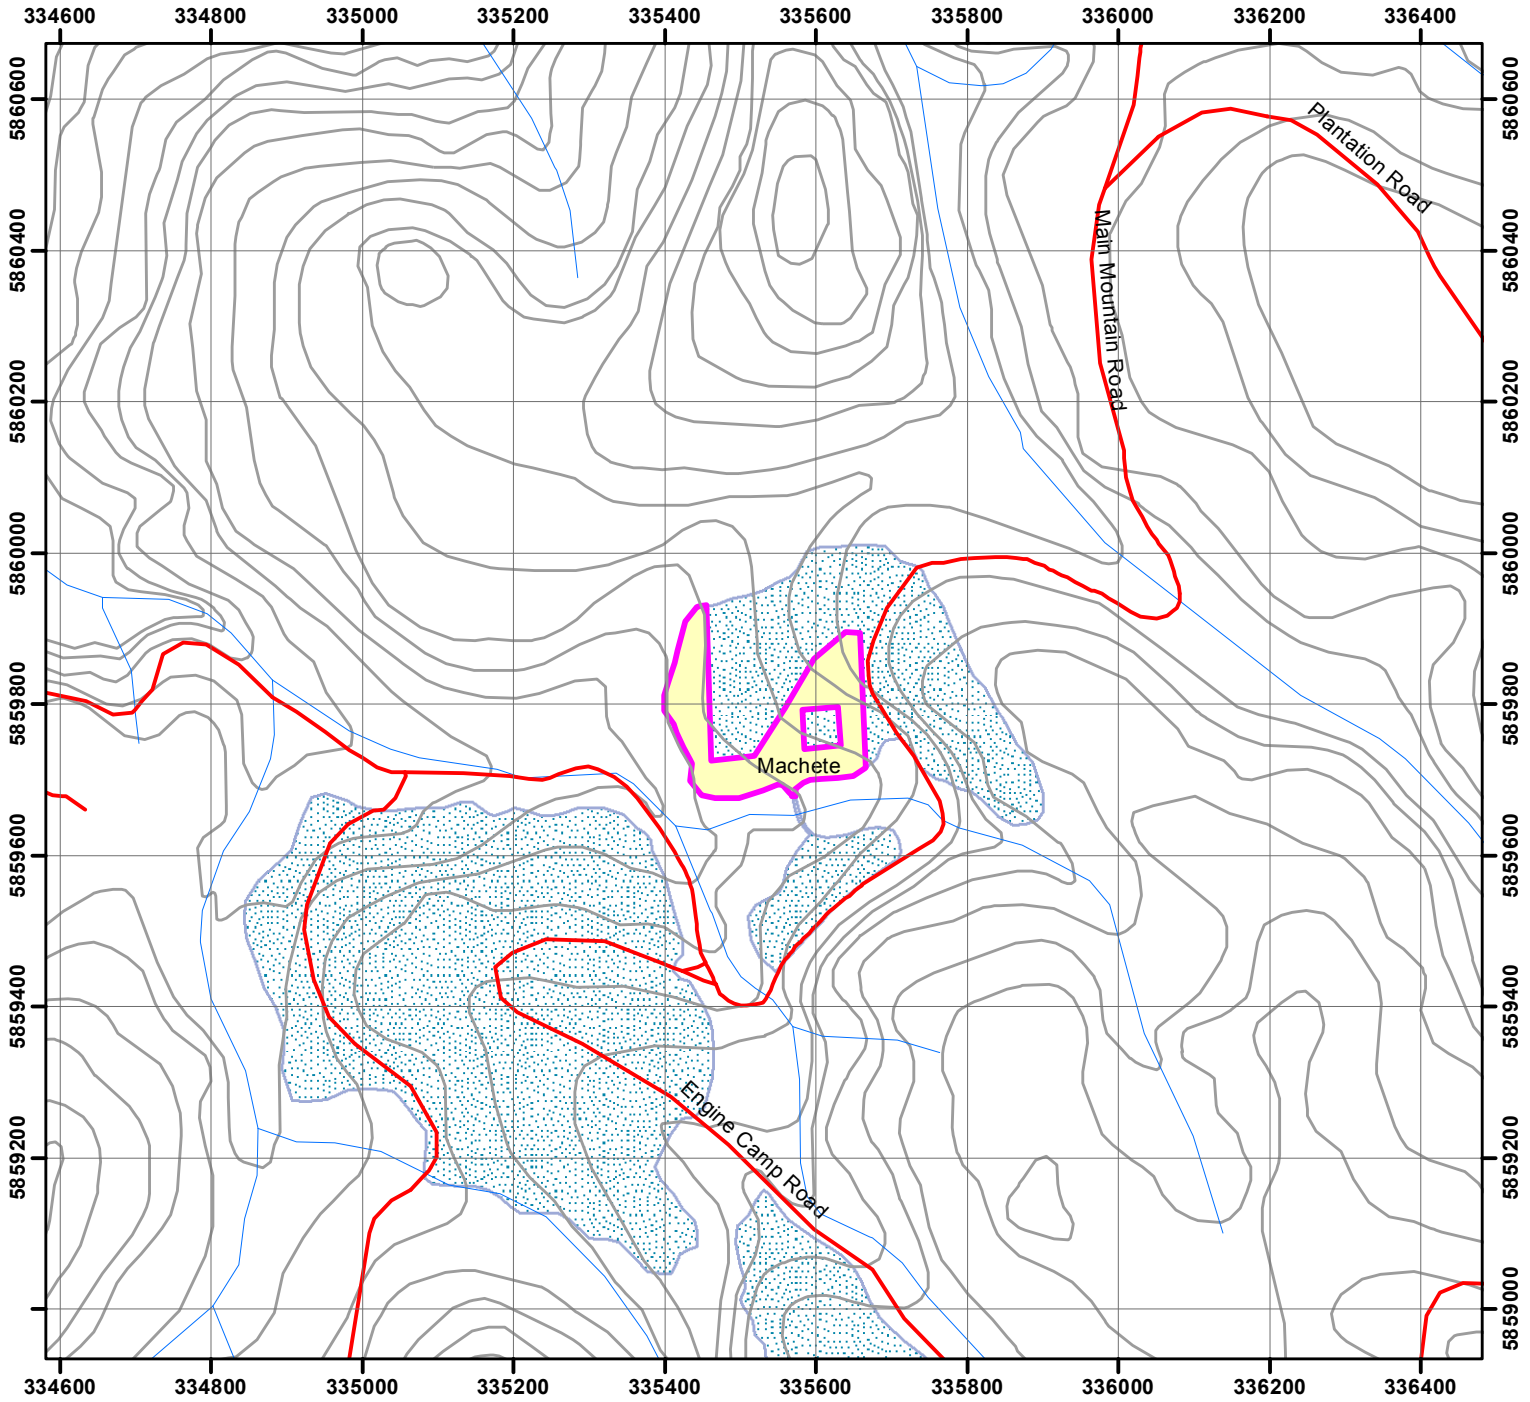 334600 334800 335000 335200 335400 335600 335800 336000 336200 336400
5860600 5860600
Plantation Road
5860400 5860400
Main Mountain Road
5860200 5860200
5860000 5860000
5859800 5859800
Machete
5859600 5859600
5859400 5859400
Engine Camp Road
5859200 5859200
5859000
334600 334800 335000 335200 335400 335600 335800 336000 336200 336400